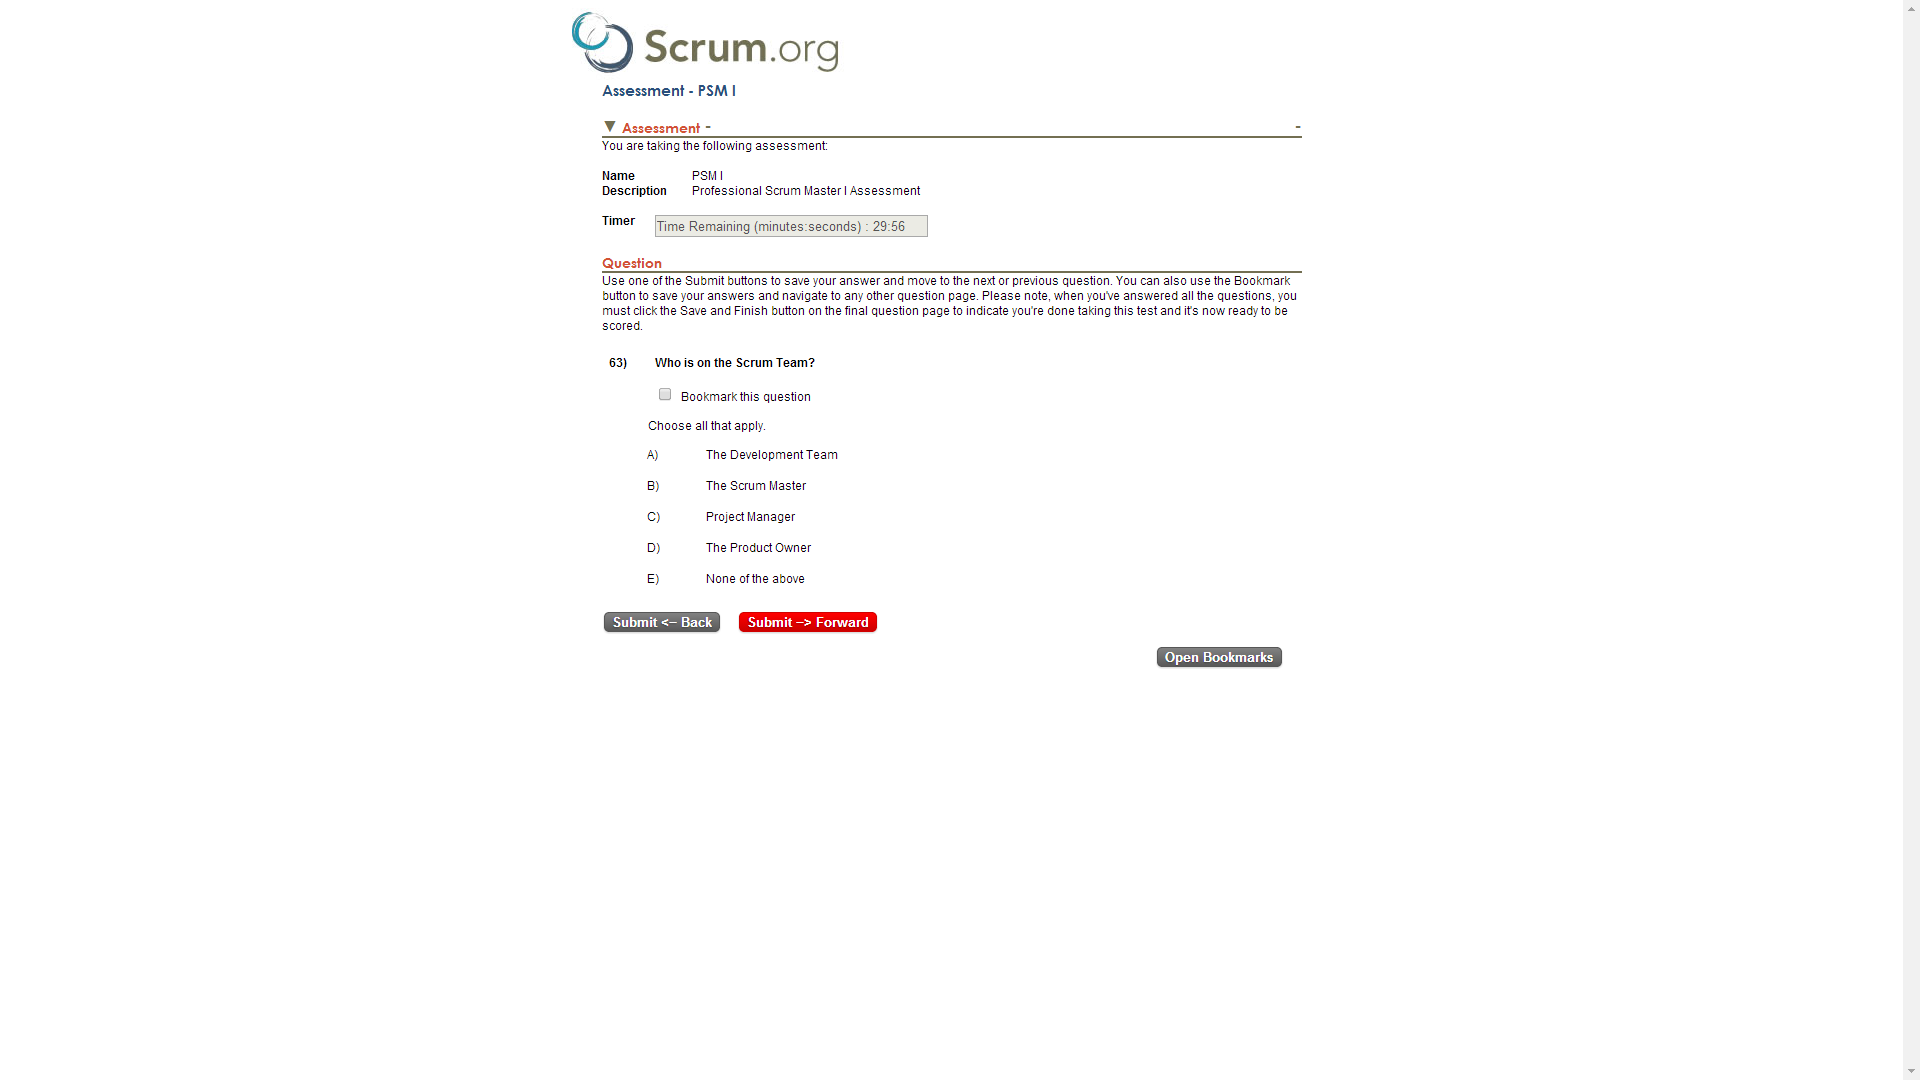 Scrum.org
Assessment - PSM I
▼ Assessment - -
You are taking the following assessment:
Name PSM I
Description Professional Scrum Master I Assessment
Timer Time Remaining (minutes:seconds) : 29:56
Question
Use one of the Submit buttons to save your answer and move to the next or previous question. You can also use the Bookmark
button to save your answers and navigate to any other question page. Please note, when you've answered all the questions, you
must click the Save and Finish button on the final question page to indicate you're done taking this test and it's now ready to be
scored.
63) Who is on the Scrum Team?
Bookmark this question
Choose all that apply.
A) The Development Team
B) The Scrum Master
C) Project Manager
D) The Product Owner
E) None of the above
Submit <-- Back Submit --> Forward
Open Bookmarks